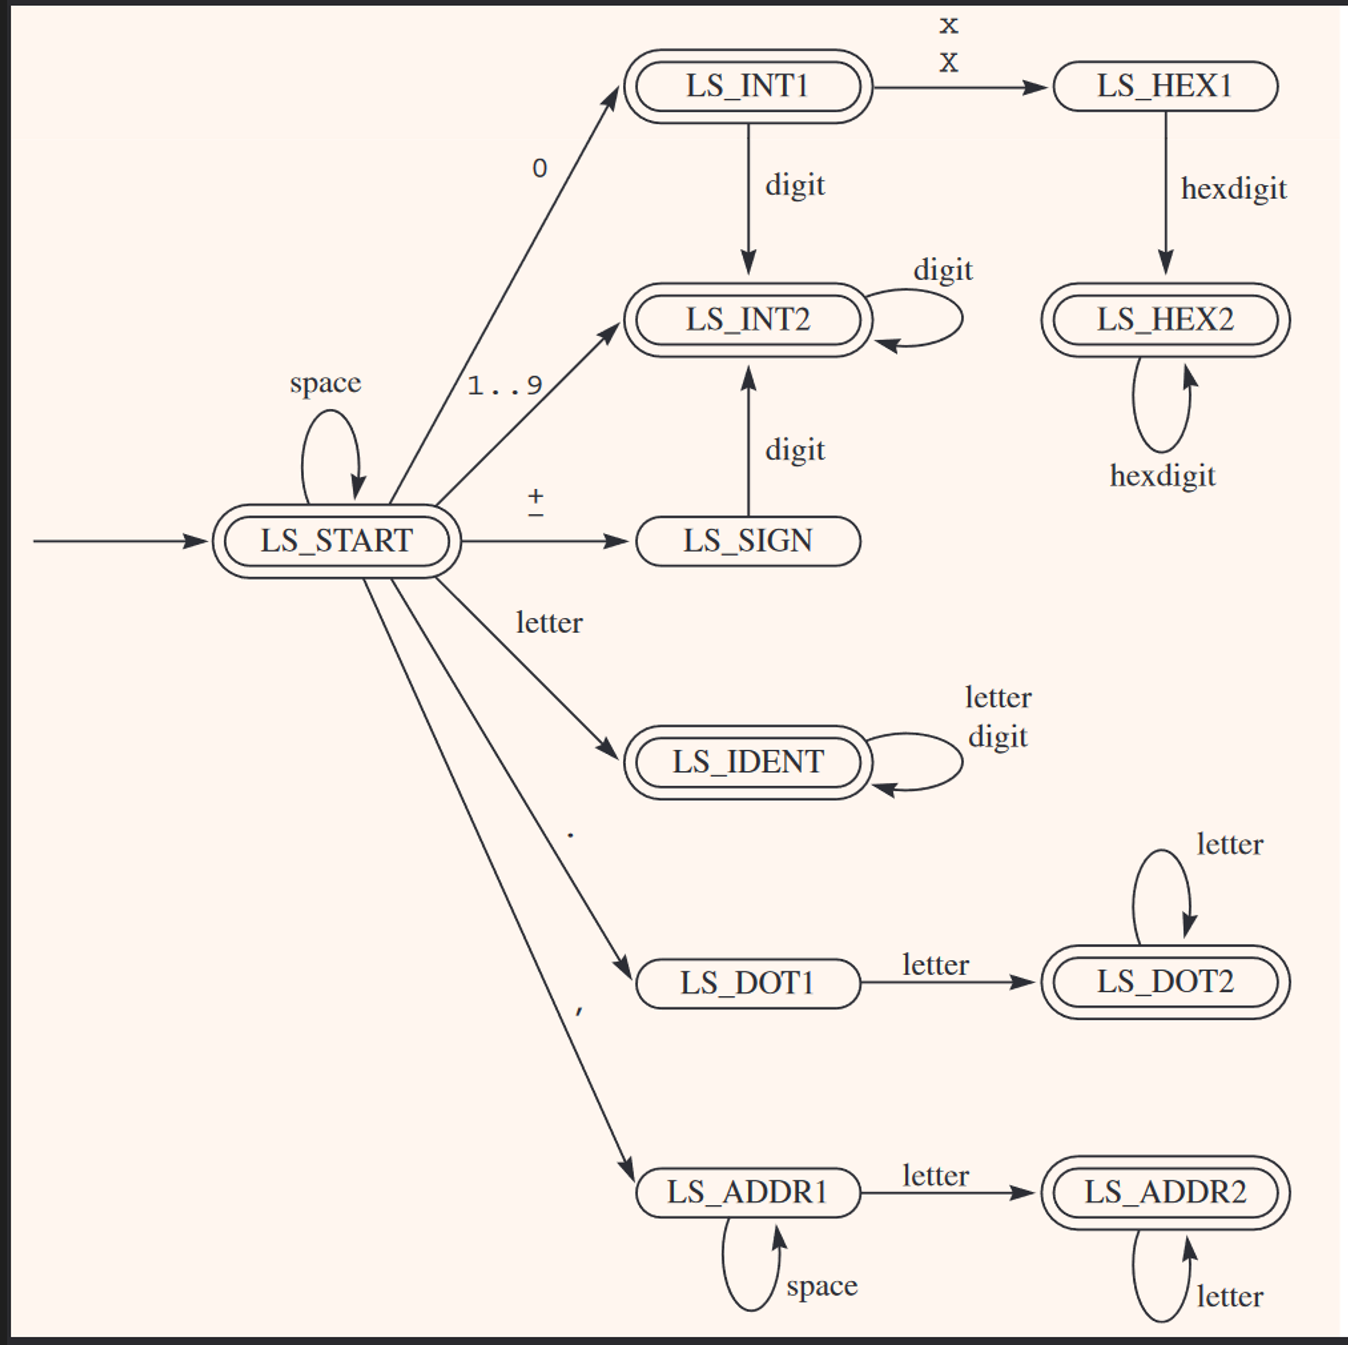 x
X
LS_INT1
LS_HEX1
0
digit
hexdigit
digit
LS_INT2
LS_HEX2
space
1..9
digit
hexdigit
+
−
LS_START
LS_SIGN
letter
letter
digit
LS_IDENT
.
letter
LS_DOT1
letter
LS_DOT2
,
LS_ADDR1
letter
LS_ADDR2
space
letter